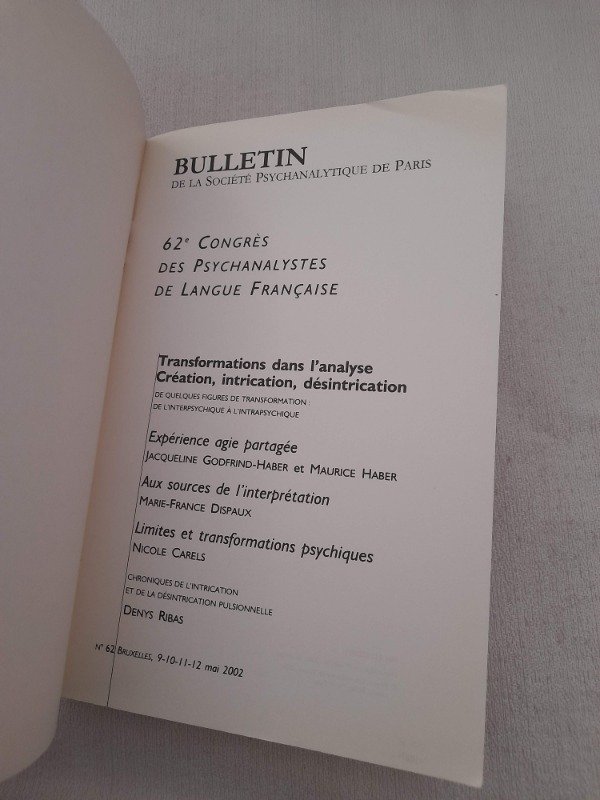 BULLETIN
DE LA SOCIÉTÉ PSYCHANALYTIQUE DE PARIS
62e CONGRÈS
DES PSYCHANALYSTES
DE LANGUE FRANÇAISE
Transformations dans l'analyse
Création, intrication, désintrication
DE QUELQUES FIGURES DE TRANSFORMATION :
DE L'INTERPSYCHIQUE À L'INTRAPSYCHIQUE
Expérience agie partagée
JACQUELINE GODFRIND-HABER ET MAURICE HABER
Aux sources de l'interprétation
MARIE-FRANCE DISPAUX
Limites et transformations psychiques
NICOLE CARELS
CHRONIQUES DE L'INTRICATION
ET DE LA DÉSINTRICATION PULSIONNELLE
DENYS RIBAS
N° 62 BRUXELLES, 9-10-11-12 mai 2002